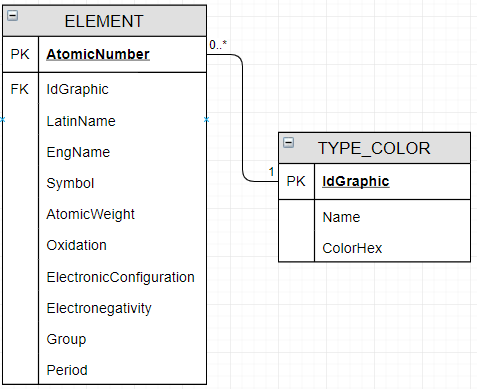 ELEMENT
PK AtomicNumber
FK IdGraphic
LatinName
EngName
Symbol
AtomicWeight
Oxidation
ElectronicConfiguration
Electronegativity
Group
Period
0..*
1
TYPE_COLOR
PK IdGraphic
Name
ColorHex